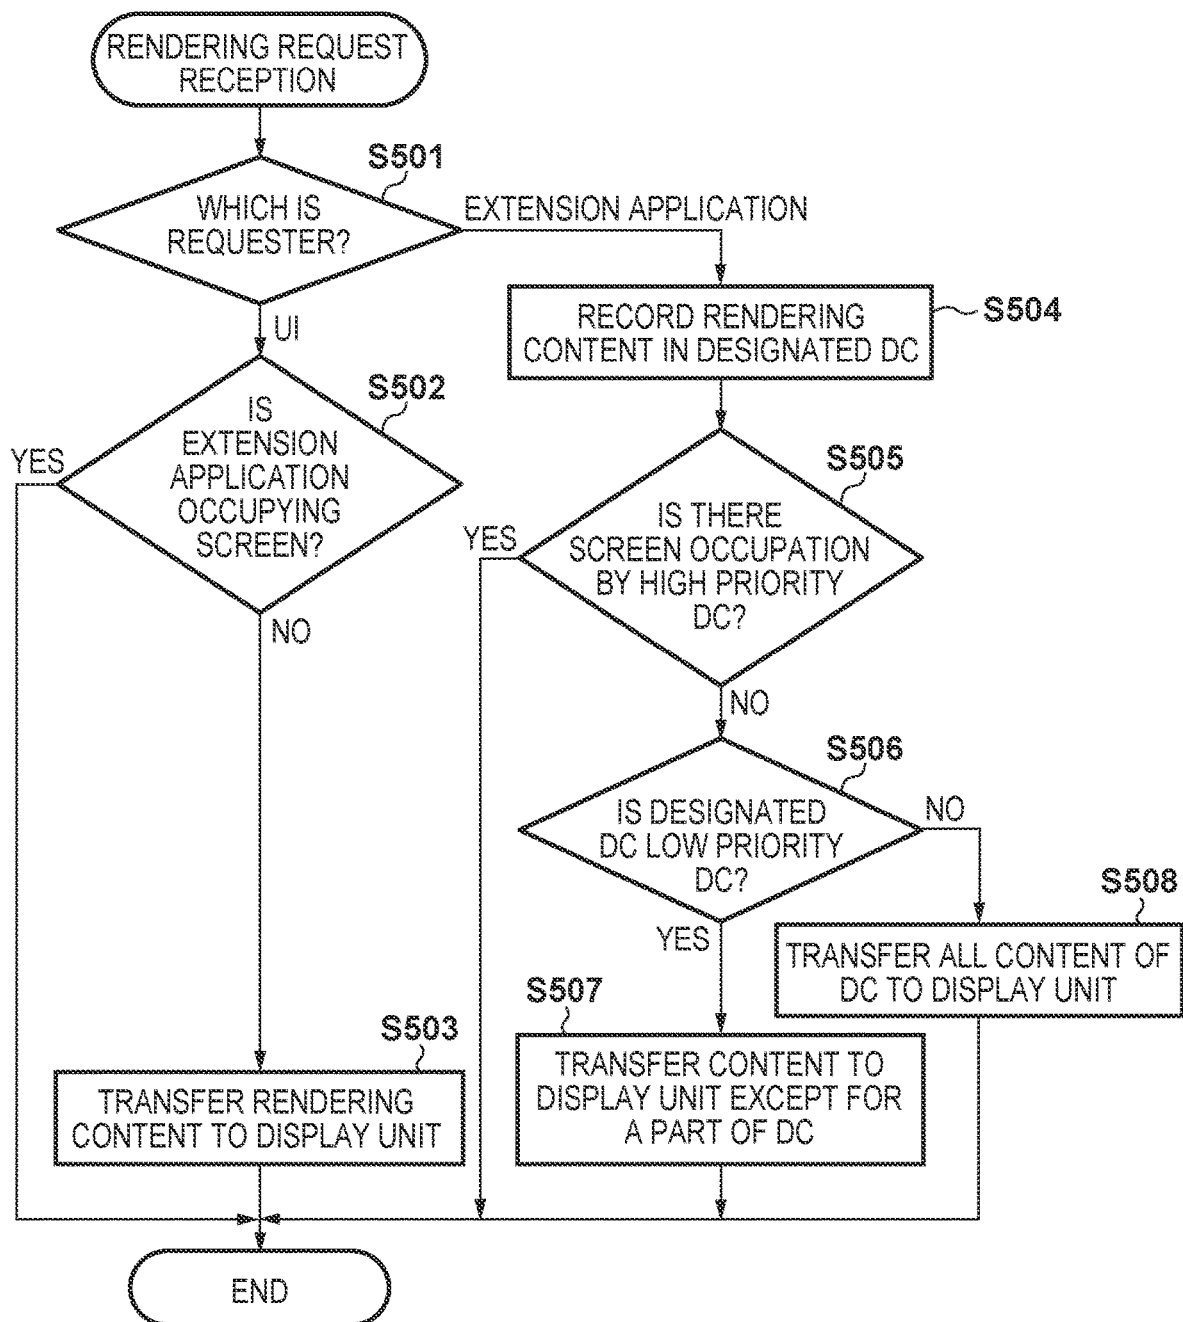 RENDERING REQUEST
RECEPTION
S501
WHICH IS
REQUESTER?
EXTENSION APPLICATION
UI
S504
RECORD RENDERING
CONTENT IN DESIGNATED DC
S502
IS
EXTENSION
APPLICATION
OCCUPYING
SCREEN?
YES
NO
S505
IS THERE
SCREEN OCCUPATION
BY HIGH PRIORITY
DC?
YES
NO
S506
IS DESIGNATED
DC LOW PRIORITY
DC?
NO
YES
S508
TRANSFER ALL CONTENT OF
DC TO DISPLAY UNIT
S507
TRANSFER CONTENT TO
DISPLAY UNIT EXCEPT FOR
A PART OF DC
S503
TRANSFER RENDERING
CONTENT TO DISPLAY UNIT
END